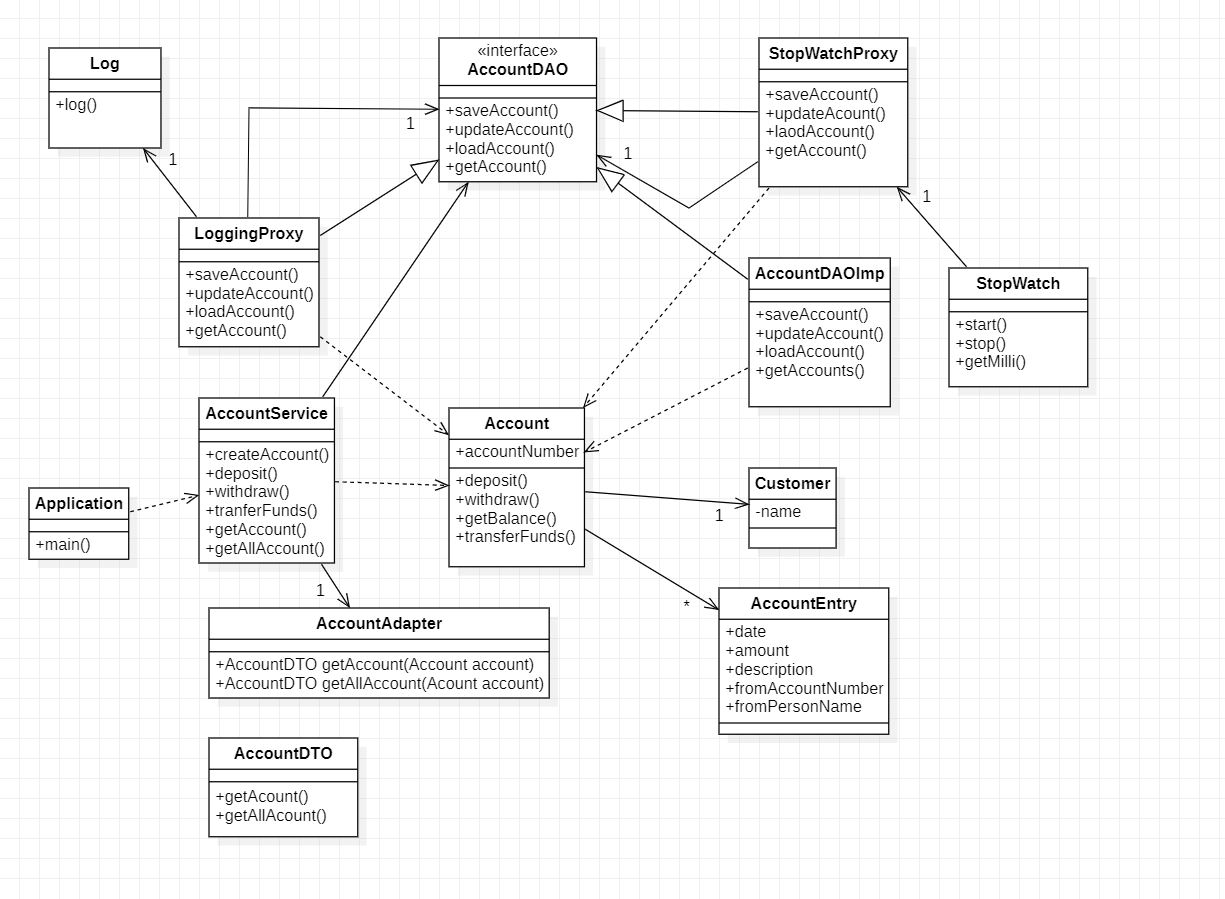 Log
+log()
«interface»
AccountDAO
+saveAccount()
+updateAccount()
+loadAccount()
+getAccount()
StopWatchProxy
+saveAccount()
+updateAcount()
+laodAccount()
+getAccount()
1
1
1
1
LoggingProxy
+saveAccount()
+updateAccount()
+loadAccount()
+getAccount()
AccountDAOImp
+saveAccount()
+updateAccount()
+loadAccount()
+getAccounts()
StopWatch
+start()
+stop()
+getMilli()
AccountService
+createAccount()
+deposit()
+withdraw()
+tranferFunds()
+getAccount()
+getAllAccount()
Account
+accountNumber
+deposit()
+withdraw()
+getBalance()
+transferFunds()
Application
+main()
Customer
-name
1
1
*
AccountEntry
+date
+amount
+description
+fromAccountNumber
+fromPersonName
AccountAdapter
+AccountDTO getAccount(Account account)
+AccountDTO getAllAccount(Acount account)
AccountDTO
+getAcount()
+getAllAcount()